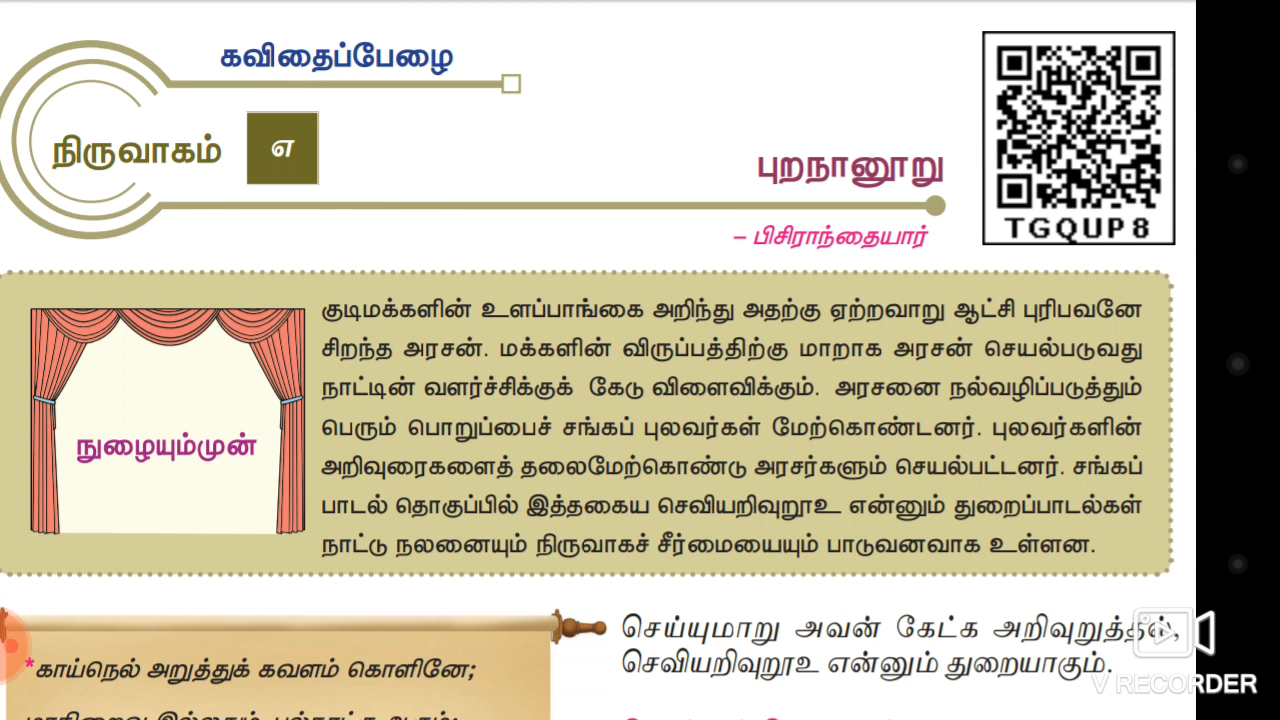 கவிதைப்பேழை
நிருவாகம்
எ
புறநானூறு
– பிசிராந்தையார்
TGQUP8
நுழையும்முன்
குடிமக்களின் உளப்பாங்கை அறிந்து அதற்கு ஏற்றவாறு ஆட்சி புரிபவனே
சிறந்த அரசன். மக்களின் விருப்பத்திற்கு மாறாக அரசன் செயல்படுவது
நாட்டின் வளர்ச்சிக்குக் கேடு விளைவிக்கும். அரசனை நல்வழிப்படுத்தும்
பெரும் பொறுப்பைச் சங்கப் புலவர்கள் மேற்கொண்டனர். புலவர்களின்
அறிவுரைகளைத் தலைமேற்கொண்டு அரசர்களும் செயல்பட்டனர். சங்கப்
பாடல் தொகுப்பில் இத்தகைய செவியறிவுறூஉ என்னும் துறைப்பாடல்கள்
நாட்டு நலனையும் நிருவாகச் சீர்மையையும் பாடுவனவாக உள்ளன.
*காய்நெல் அறுத்துக் கவளம் கொளினே;
செய்யுமாறு அவன் கேட்க அறிவுறுத்தல்,
செவியறிவுறூஉ என்னும் துறையாகும்.
V RECORDER